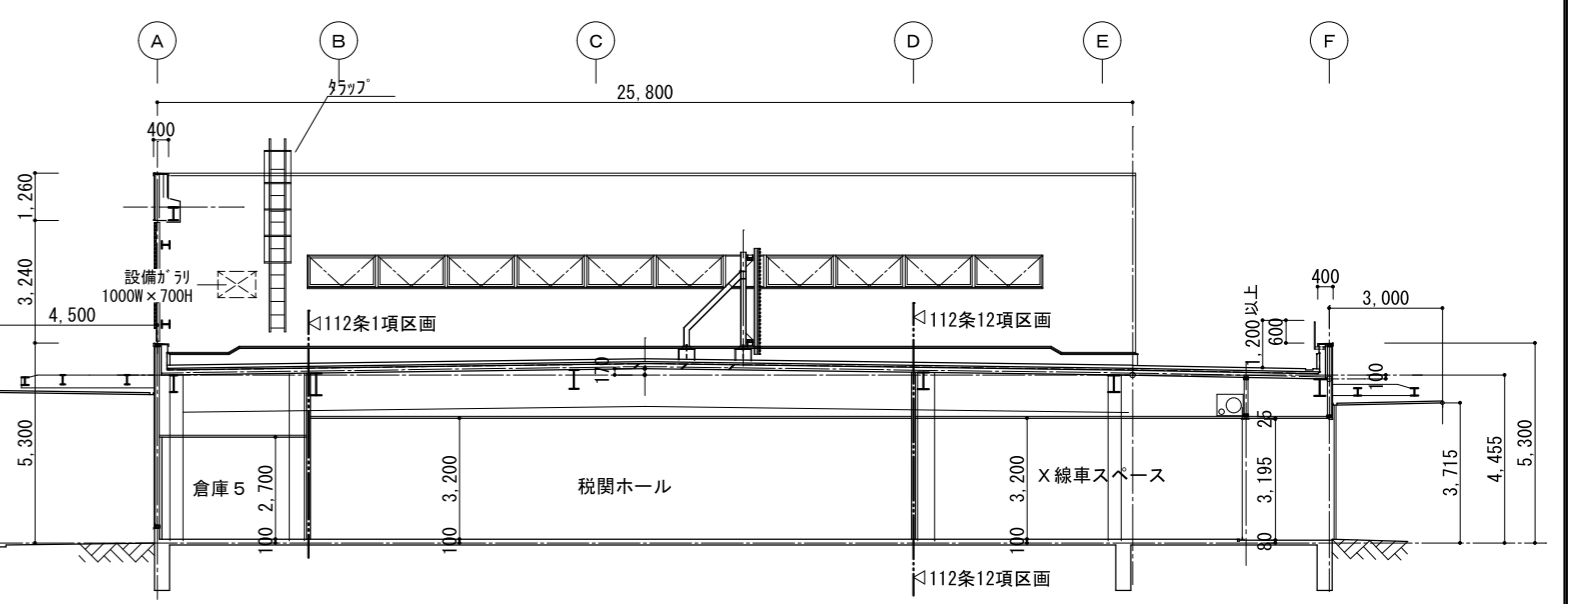 A
B
C
D
E
F
ﾀﾗｯﾌﾟ
25,800
400
1,260
3,240
設備ｶﾞﾗﾘ
1000W×700H
4,500
112条1項区画
112条12項区画
1,200以上
600
400
3,000
170
100
5,300
倉庫5
2,700
100
3,200
100
税関ホール
3,200
100
X線車スペース
25
3,195
80
3,715
4,455
5,300
112条12項区画